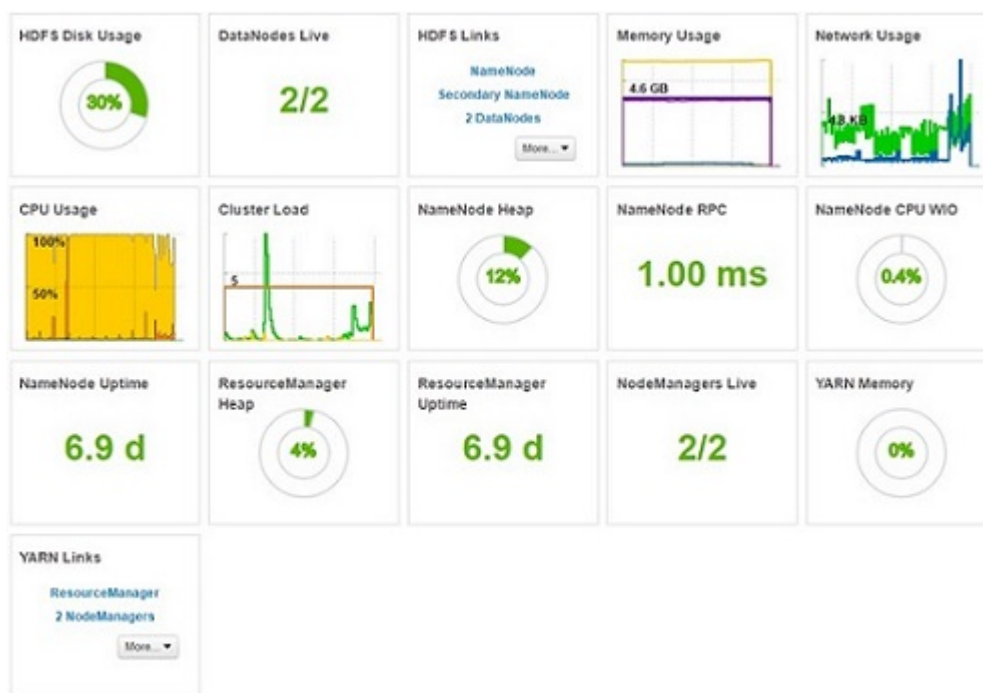 HDFS Disk Usage
30%
DataNodes Live
2/2
HDFS Links
NameNode
Secondary NameNode
2 DataNodes
More...
Memory Usage
4.6 GB
Network Usage
4.8 KB
CPU Usage
100%
50%
Cluster Load
5
NameNode Heap
12%
NameNode RPC
1.00 ms
NameNode CPU WIO
0.4%
NameNode Uptime
6.9 d
ResourceManager
Heap
4%
ResourceManager
Uptime
6.9 d
NodeManagers Live
2/2
YARN Memory
0%
YARN Links
ResourceManager
2 NodeManagers
More...